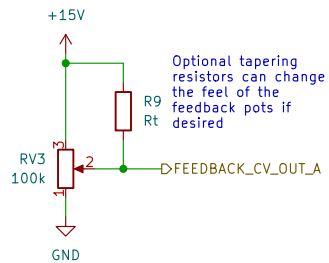 +15V
Optional tapering
resistors can change
the feel of the
feedback pots if
desired
R9
Rt
3
RV3
100k
2
FEEDBACK_CV_OUT_A
1
GND